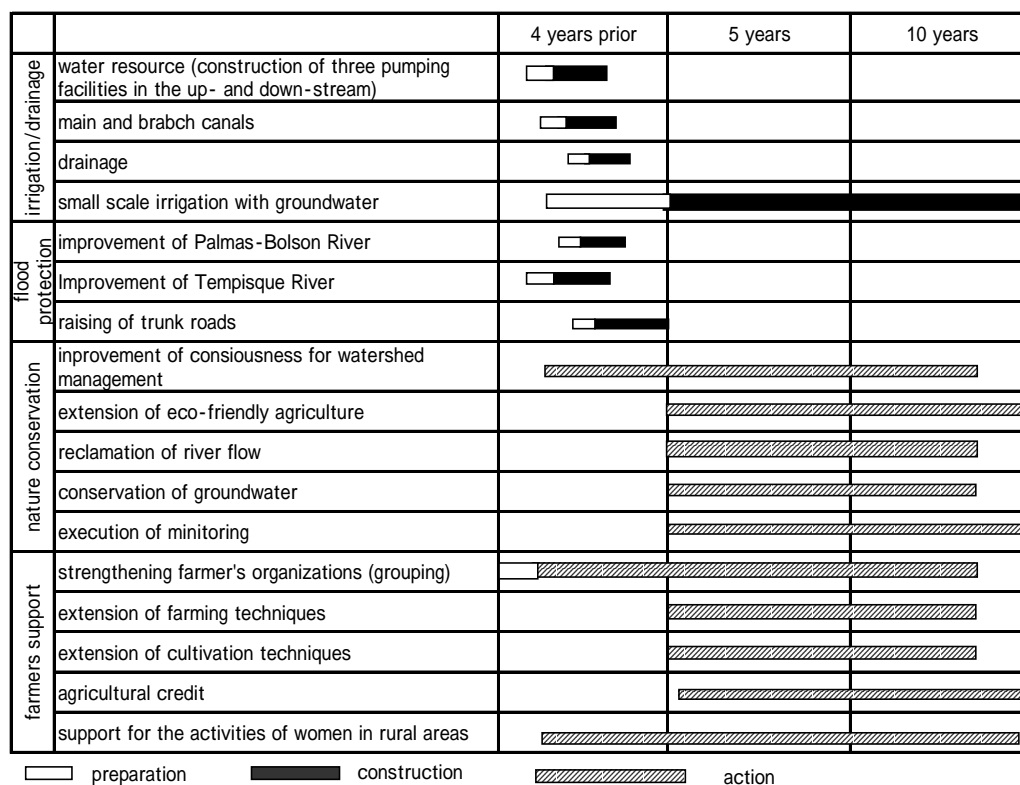 4 years prior
5 years
10 years
irrigation/drainage
water resource (construction of three pumping
facilities in the up- and down-stream)
main and brabch canals
drainage
small scale irrigation with groundwater
flood
protection
improvement of Palmas-Bolson River
Improvement of Tempisque River
raising of trunk roads
nature conservation
inprovement of consiousness for watershed
management
extension of eco-friendly agriculture
reclamation of river flow
conservation of groundwater
execution of minitoring
farmers support
strengthening farmer's organizations (grouping)
extension of farming techniques
extension of cultivation techniques
agricultural credit
support for the activities of women in rural areas
preparation
construction
action